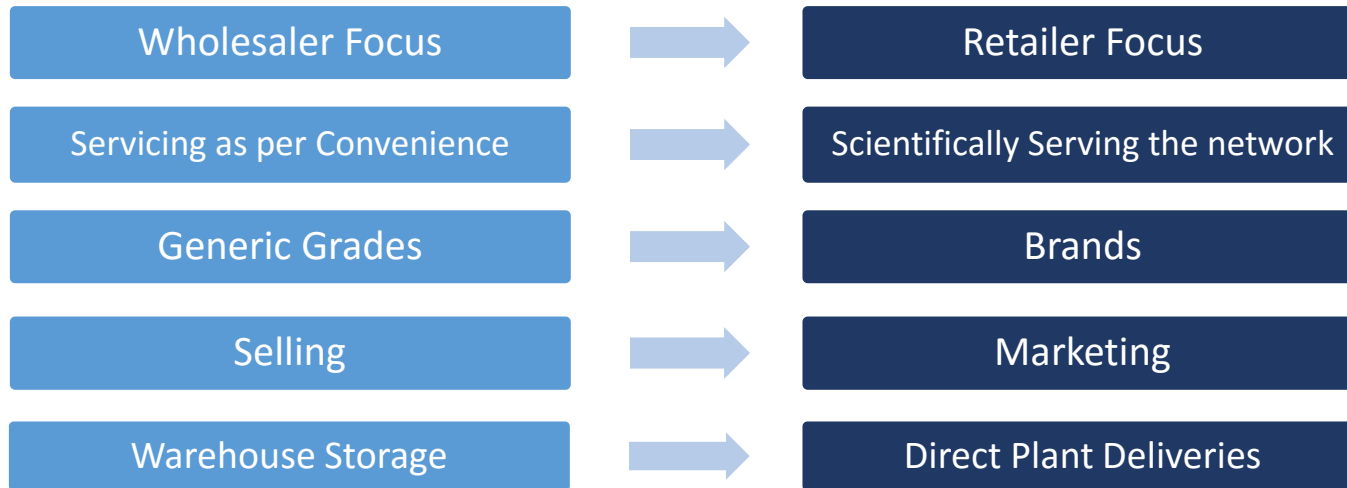 Wholesaler Focus
Retailer Focus
Servicing as per Convenience
Scientifically Serving the network
Generic Grades
Brands
Selling
Marketing
Warehouse Storage
Direct Plant Deliveries